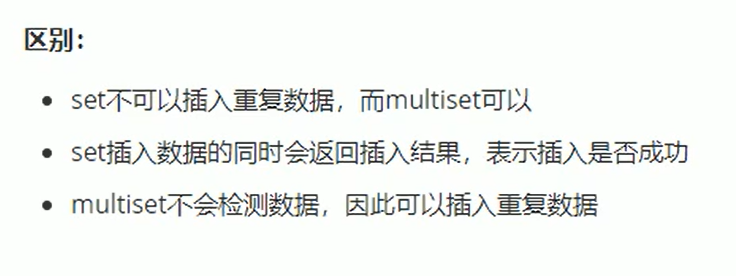 区别：
set不可以插入重复数据，而multiset可以
set插入数据的同时会返回插入结果，表示插入是否成功
multiset不会检测数据，因此可以插入重复数据